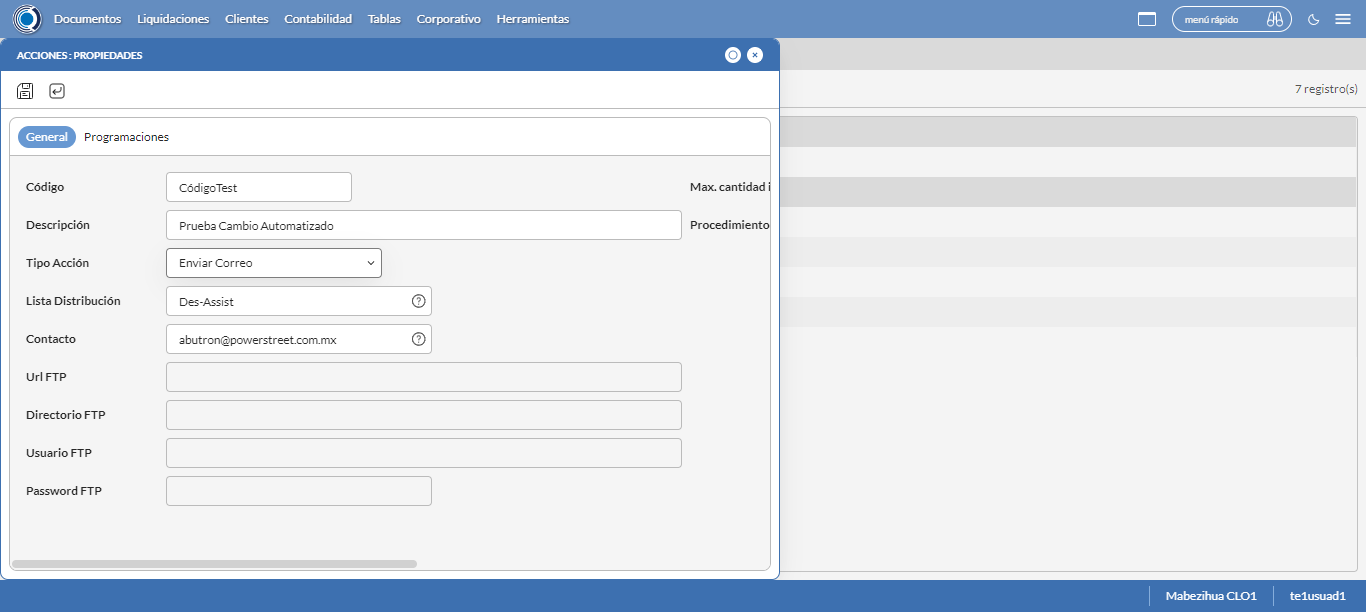 Documentos Liquidaciones Clientes Contabilidad Tablas Corporativo Herramientas menú rápido
ACCIONES : PROPIEDADES
7 registro(s)
General Programaciones
Código CódigoTest Max. cantidad i
Descripción Prueba Cambio Automatizado Procedimiento
Tipo Acción Enviar Correo
Lista Distribución Des-Assist
Contacto abutron@powerstreet.com.mx
Url FTP
Directorio FTP
Usuario FTP
Password FTP
Mabezihua CLO1 te1usuad1